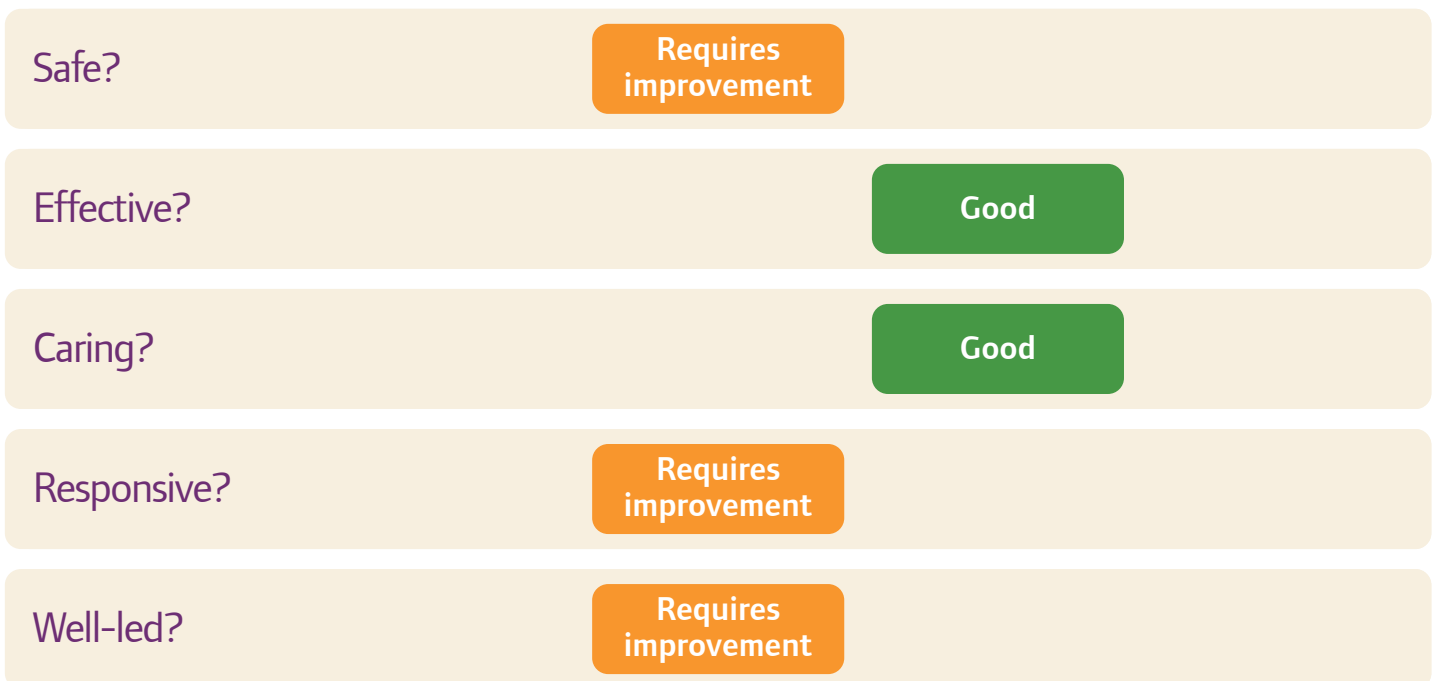 Safe?
Requires
improvement
Effective?
Good
Caring?
Good
Responsive?
Requires
improvement
Well-led?
Requires
improvement